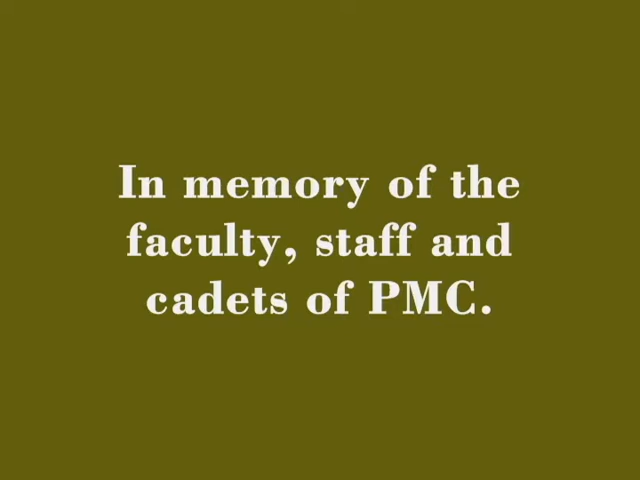 In memory of the
faculty, staff and
cadets of PMC.